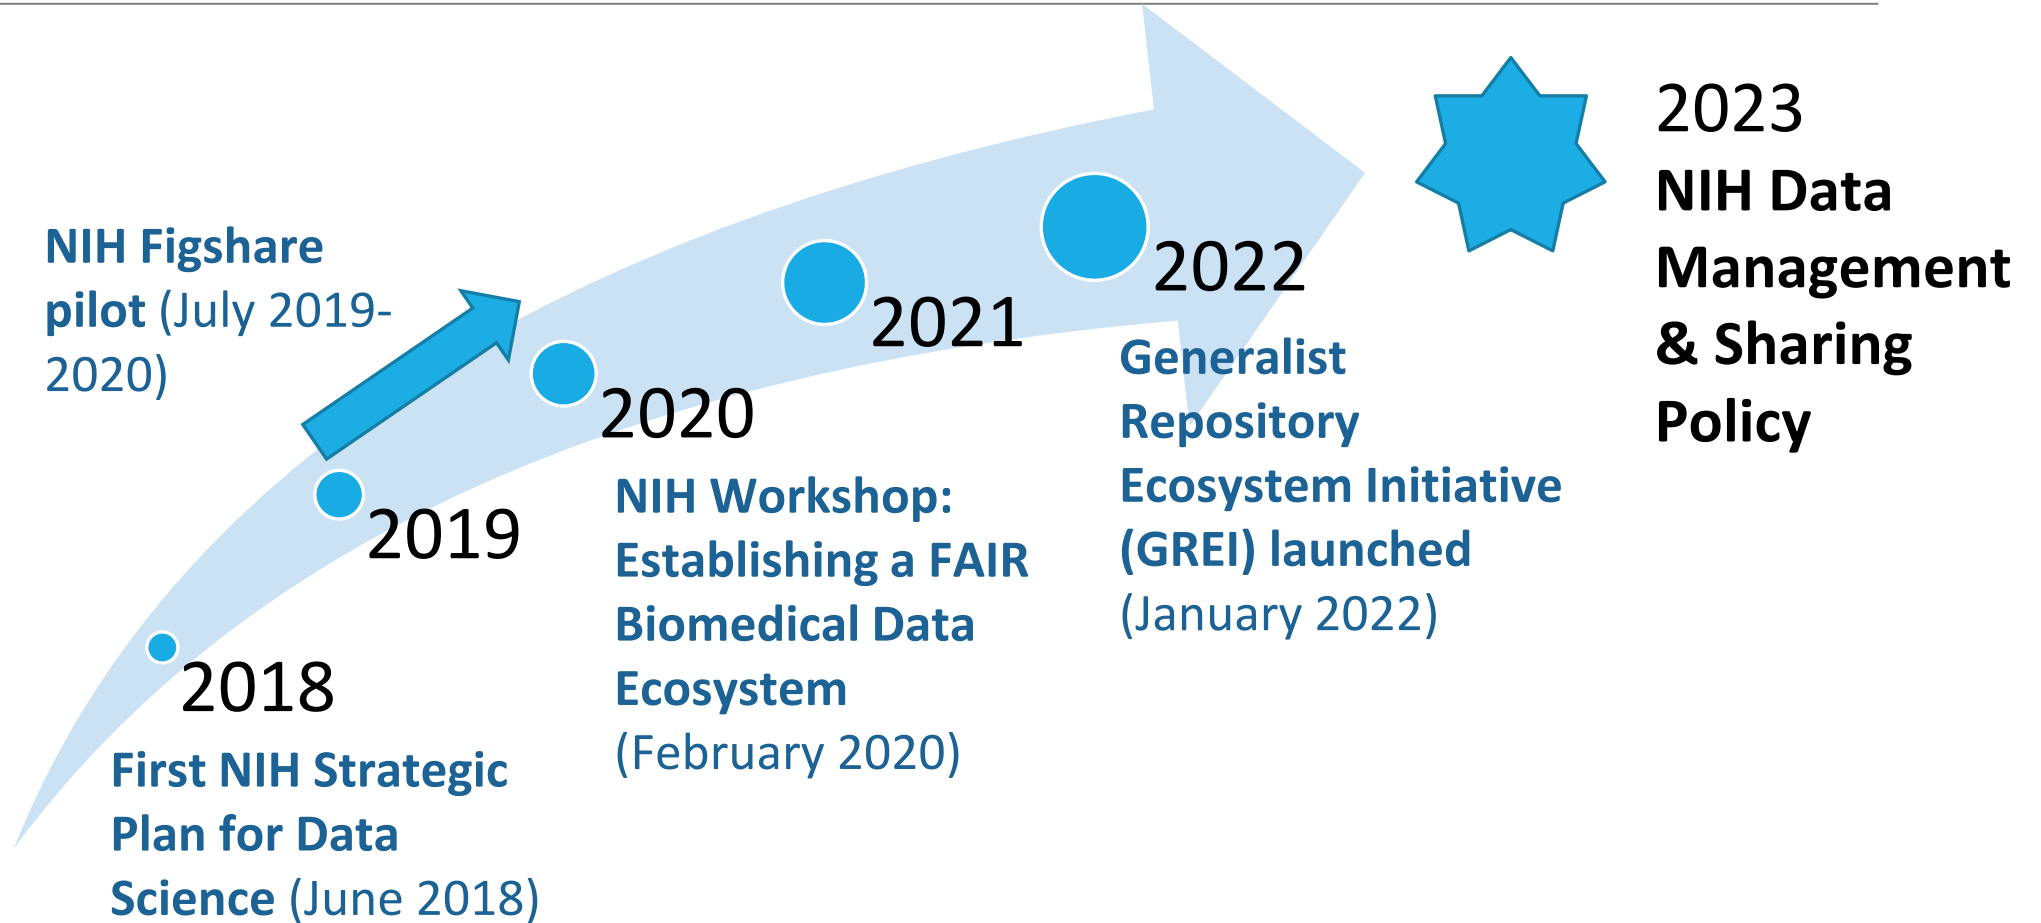 NIH Figshare
pilot (July 2019-
2020)
2018
First NIH Strategic
Plan for Data
Science (June 2018)
2019
2020
NIH Workshop:
Establishing a FAIR
Biomedical Data
Ecosystem
(February 2020)
2021
2022
Generalist
Repository
Ecosystem Initiative
(GREI) launched
(January 2022)
2023
NIH Data
Management
& Sharing
Policy